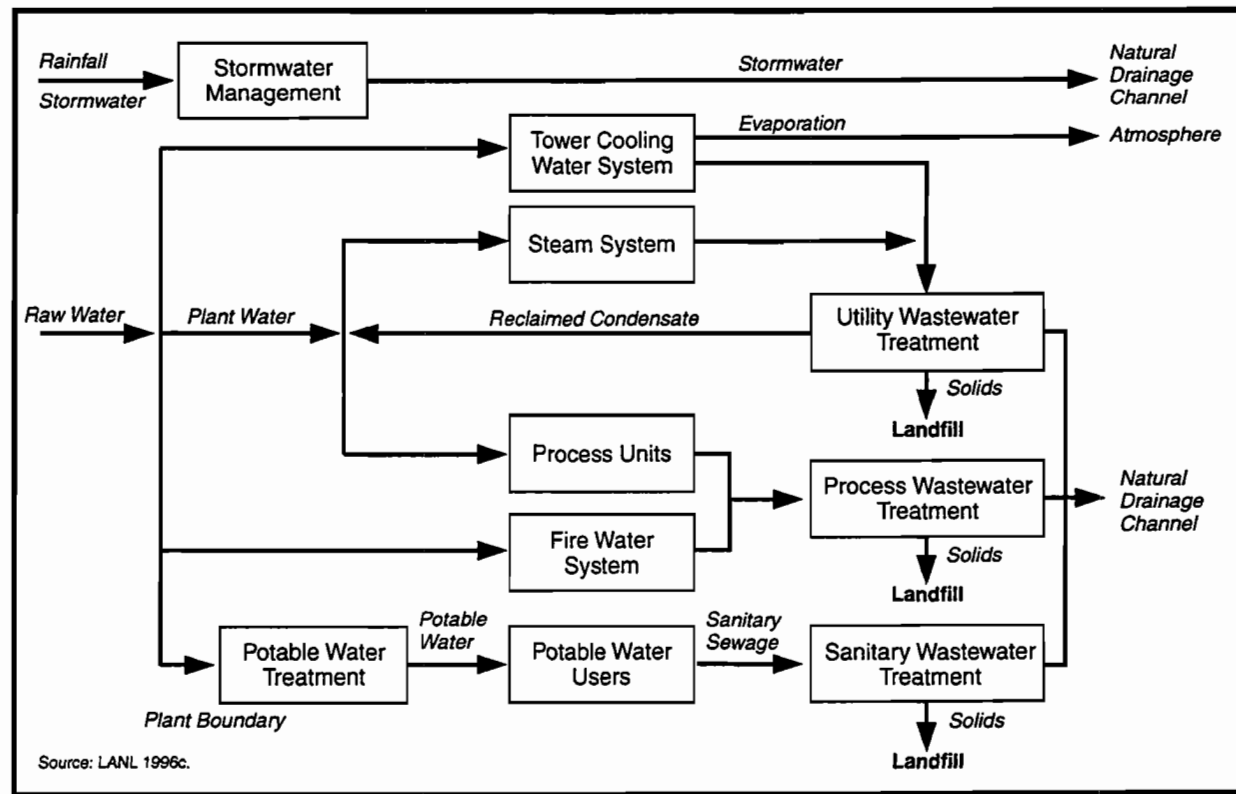 Rainfall
Stormwater
Stormwater
Management
Stormwater
Natural
Drainage
Channel
Tower Cooling
Water System
Evaporation
Atmosphere
Steam System
Raw Water
Plant Water
Reclaimed Condensate
Utility Wastewater
Treatment
Solids
Landfill
Process Units
Process Wastewater
Treatment
Natural
Drainage
Channel
Fire Water
System
Solids
Landfill
Potable Water
Treatment
Potable
Water
Potable Water
Users
Sanitary
Sewage
Sanitary Wastewater
Treatment
Plant Boundary
Solids
Landfill
Source: LANL 1996c.